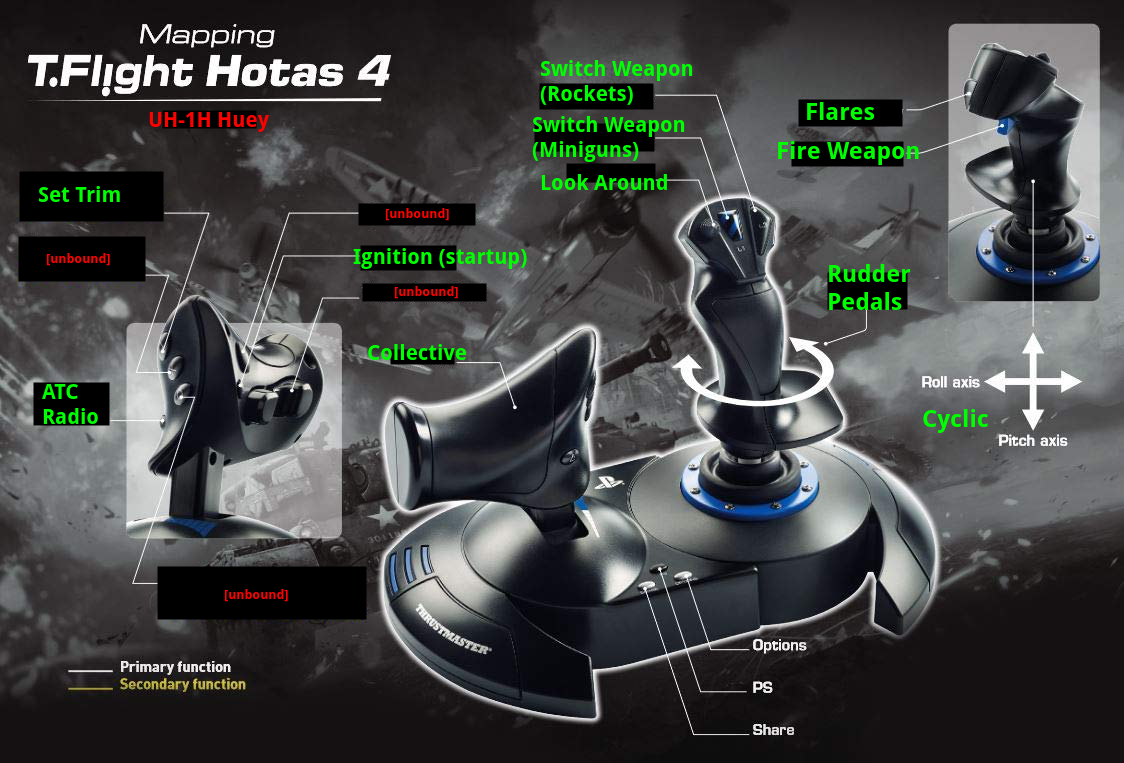 Mapping
T.Flight Hotas 4
UH-1H Huey
Switch Weapon
(Rockets)
Switch Weapon
(Miniguns)
Look Around
Flares
Fire Weapon
Set Trim
[unbound]
[unbound]
Ignition (startup)
[unbound]
Rudder
Pedals
Collective
ATC
Radio
Roll axis
Cyclic
Pitch axis
[unbound]
THRUSTMASTER®
Options
PS
Share
Primary function
Secondary function